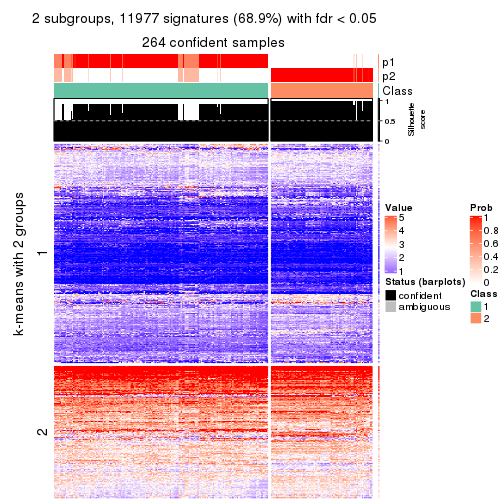 2 subgroups, 11977 signatures (68.9%) with fdr < 0.05
264 confident samples
p1
p2
Class
1
0.5
0
Silhouette
score
k-means with 2 groups
1
2
Value
5
4
3
2
1
Status (barplots)
confident
ambiguous
Prob
1
0.8
0.6
0.4
0.2
0
Class
1
2